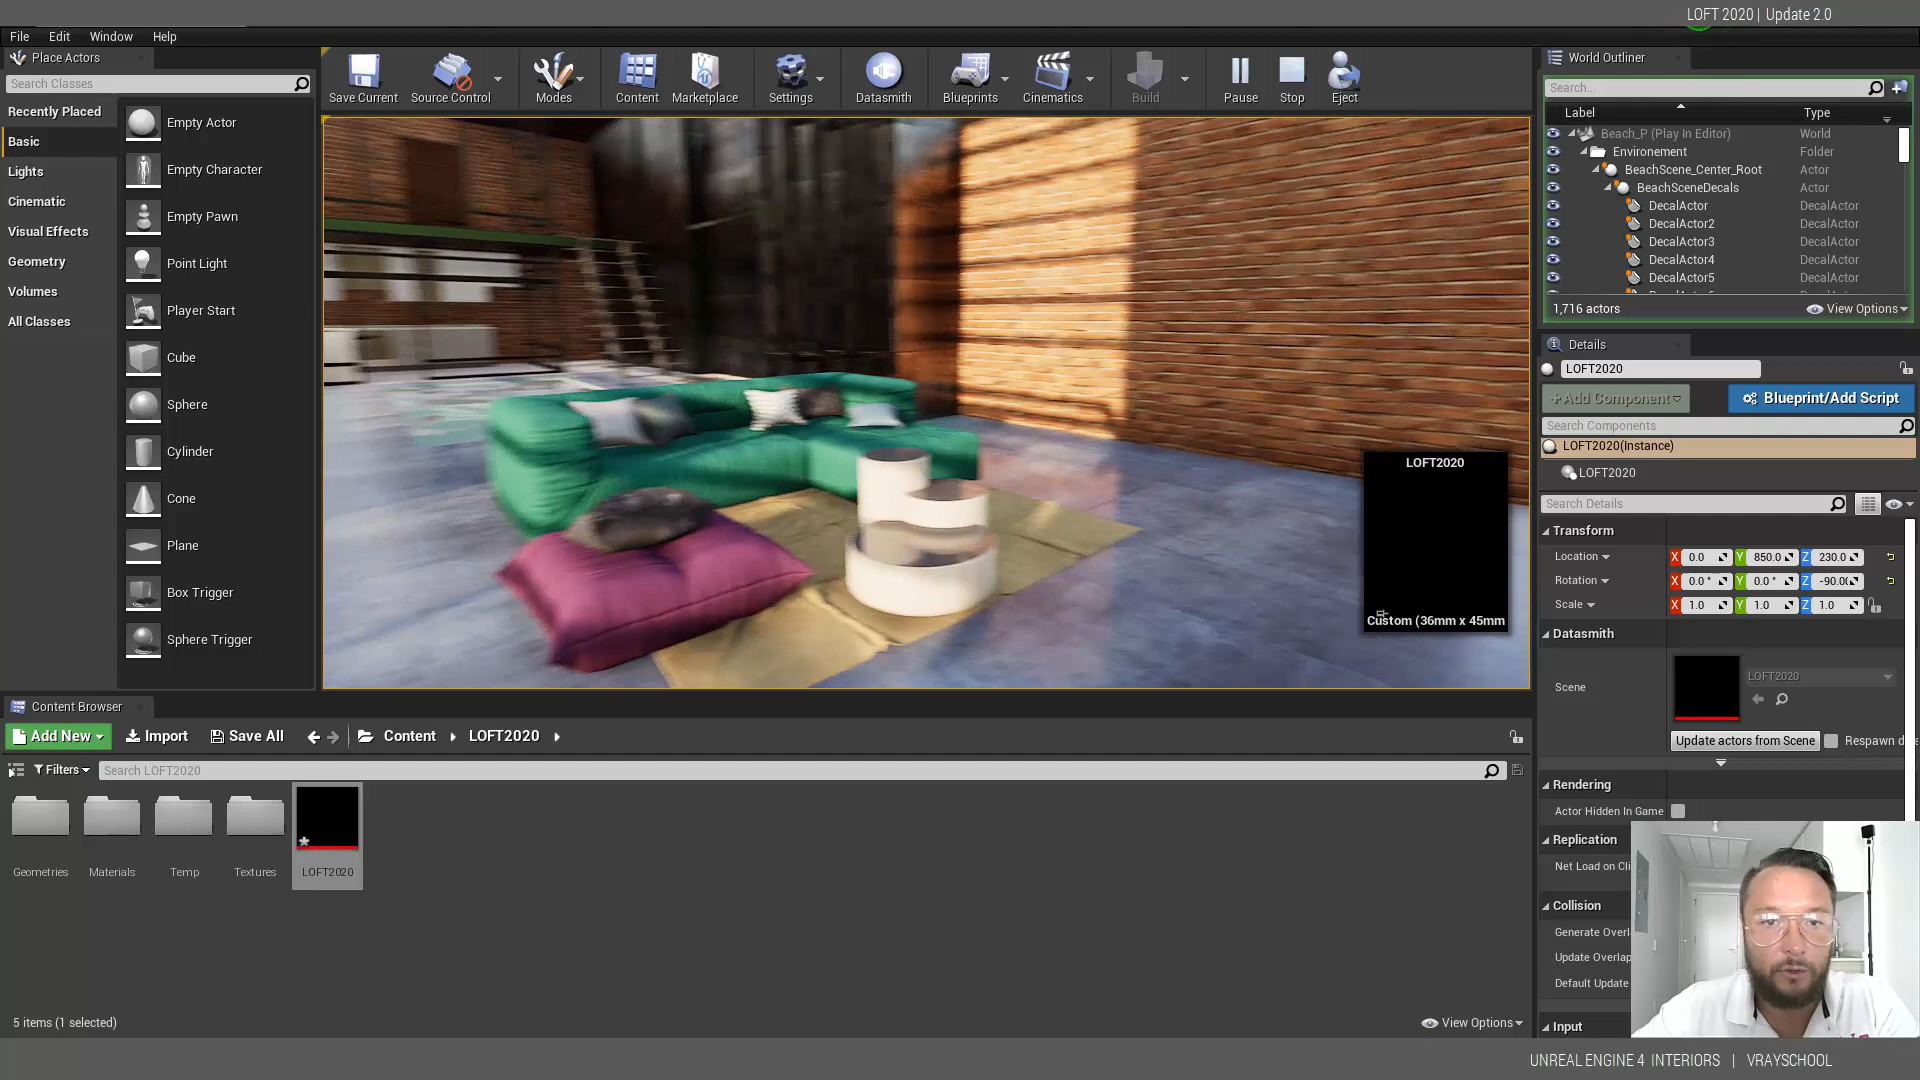 LOFT 2020 | Update 2.0
File Edit Window Help
Place Actors
Search Classes
Recently Placed
Basic
Lights
Cinematic
Visual Effects
Geometry
Volumes
All Classes
Empty Actor
Empty Character
Empty Pawn
Point Light
Player Start
Cube
Sphere
Cylinder
Cone
Plane
Box Trigger
Sphere Trigger
Save Current Source Control Modes Content Marketplace Settings Datasmith Blueprints Cinematics Build Pause Stop Eject
LOFT2020
Custom (36mm x 45mm
World Outliner
Search...
Label Type
Beach_P (Play In Editor) World
Environement Folder
BeachScene_Center_Root Actor
BeachSceneDecals Actor
DecalActor DecalActor
DecalActor2 DecalActor
DecalActor3 DecalActor
DecalActor4 DecalActor
DecalActor5 DecalActor
1,716 actors View Options
Details
LOFT2020
+Add Component Blueprint/Add Script
Search Components
LOFT2020(Instance)
LOFT2020
Search Details
Transform
Location X 0.0 Y 850.0 Z 230.0
Rotation X 0.0 ° Y 0.0 ° Z -90.0(
Scale X 1.0 Y 1.0 Z 1.0
Datasmith
Scene LOFT2020
Update actors from Scene Respawn d
Rendering
Actor Hidden In Game
Replication
Net Load on Cli
Collision
Generate Overl
Update Overlap
Default Update
Input
Content Browser
Add New Import Save All Content LOFT2020
Filters Search LOFT2020
Geometries Materials Temp Textures LOFT2020
5 items (1 selected) View Options
UNREAL ENGINE 4 INTERIORS | VRAYSCHOOL